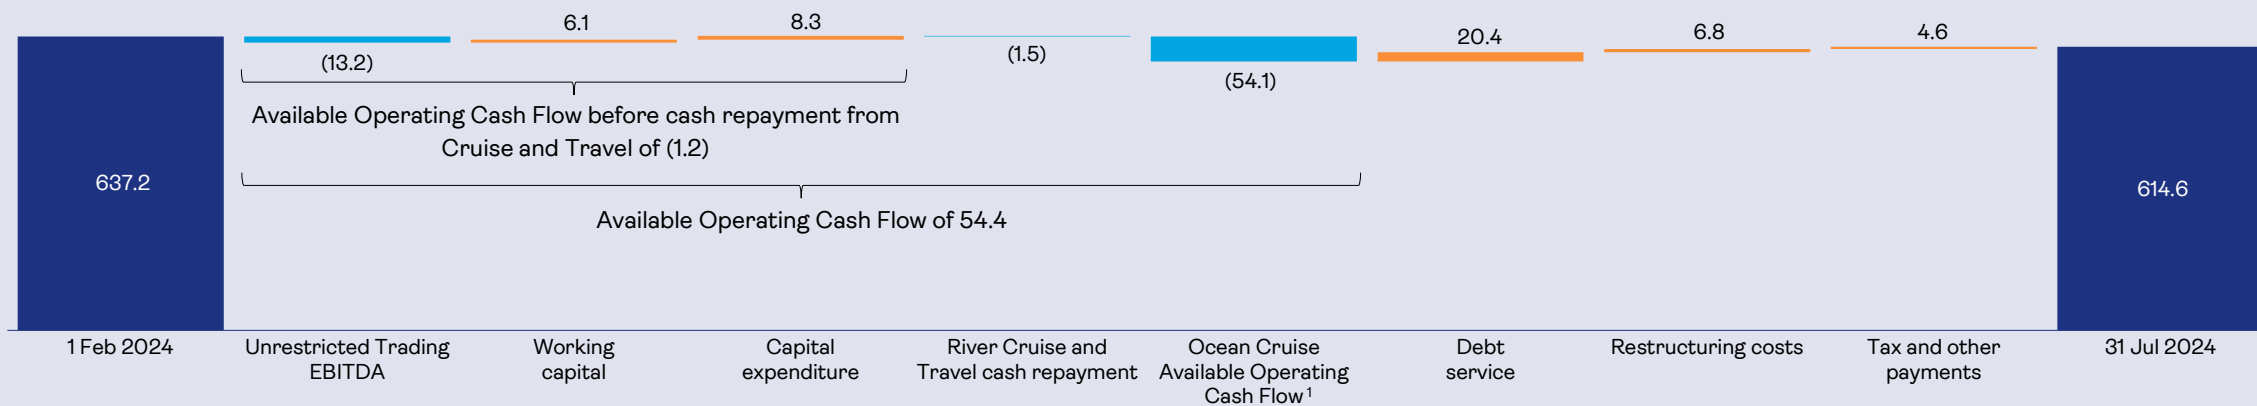 6.1
8.3
20.4
6.8
4.6
(13.2)
(1.5)
(54.1)
Available Operating Cash Flow before cash repayment from
Cruise and Travel of (1.2)
637.2
614.6
Available Operating Cash Flow of 54.4
1 Feb 2024
Unrestricted Trading
EBITDA
Working
capital
Capital
expenditure
River Cruise and
Travel cash repayment
Ocean Cruise
Available Operating
Cash Flow 1
Debt
service
Restructuring costs
Tax and other
payments
31 Jul 2024